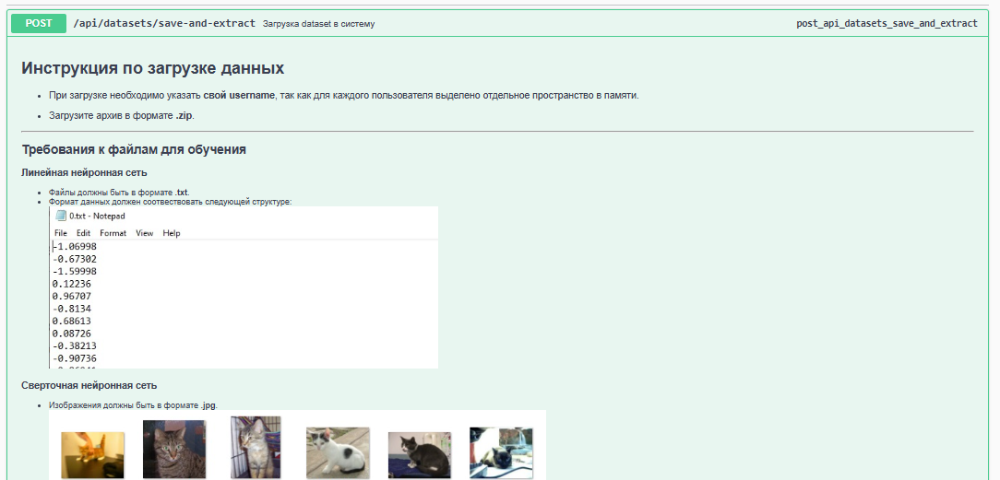 POST /api/datasets/save-and-extract Загрузка dataset в систему post_api_datasets_save_and_extract
Инструкция по загрузке данных
При загрузке необходимо указать свой username, так как для каждого пользователя выделено отдельное пространство в памяти.
Загрузите архив в формате .zip.
Требования к файлам для обучения
Линейная нейронная сеть
Файлы должны быть в формате .txt.
Формат данных должен соотвествовать следующей структуре:
0.txt - Notepad
File Edit Format View Help
-1.06998
-0.67302
-1.59998
0.12236
0.96707
-0.8134
0.68613
0.08726
-0.38213
-0.90736
Сверточная нейронная сеть
Изображения должны быть в формате .jpg.